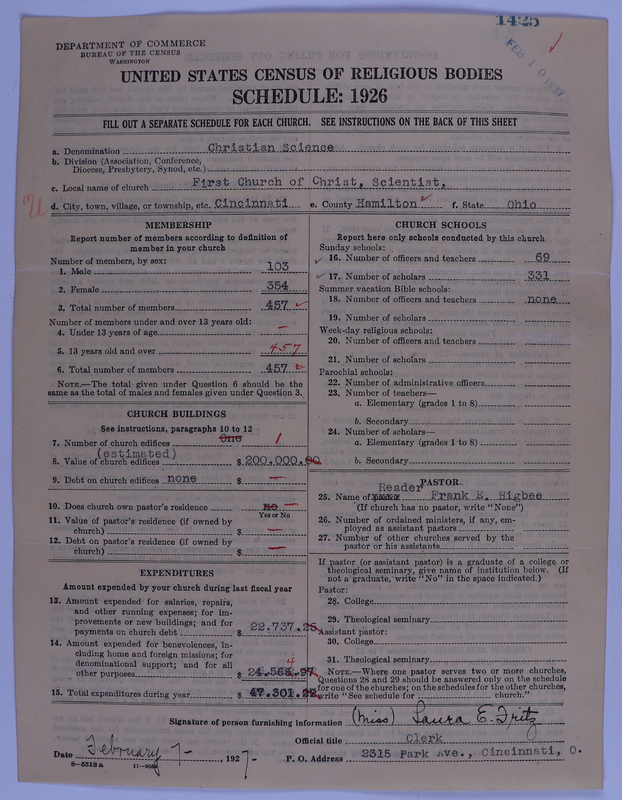 1425
FEB 10 1927
DEPARTMENT OF COMMERCE
BUREAU OF THE CENSUS
WASHINGTON
UNITED STATES CENSUS OF RELIGIOUS BODIES
SCHEDULE: 1926
FILL OUT A SEPARATE SCHEDULE FOR EACH CHURCH. SEE INSTRUCTIONS ON THE BACK OF THIS SHEET
a. Denomination Christian Science
b. Division (Association, Conference,
Diocese, Presbytery, Synod, etc.)
c. Local name of church First Church of Christ, Scientist,
d. City, town, village, or township, etc. Cincinnati e. County Hamilton f. State Ohio
MEMBERSHIP
Report number of members according to definition of
member in your church
Number of members, by sex:
1. Male 103
2. Female 354
3. Total number of members 457
Number of members under and over 13 years old:
4. Under 13 years of age –
5. 13 years old and over 457
6. Total number of members 457
NOTE.—The total given under Question 6 should be the
same as the total of males and females given under Question 3.
CHURCH BUILDINGS
See instructions, paragraphs 10 to 12
7. Number of church edifices One 1
(estimated)
8. Value of church edifices $ 200,000.00
9. Debt on church edifices none $ —
10. Does church own pastor's residence no —
Yes or No
11. Value of pastor's residence (if owned by
church) $ —
12. Debt on pastor's residence (if owned by
church) $ —
EXPENDITURES
Amount expended by your church during last fiscal year
13. Amount expended for salaries, repairs,
and other running expenses; for im-
provements or new buildings; and for
payments on church debt $ 22.737.25
14. Amount expended for benevolences, in-
cluding home and foreign missions; for
denominational support; and for all
4
other purposes $ 24.563.97
15. Total expenditures during year $ 47.301.22
CHURCH SCHOOLS
Report here only schools conducted by this church
Sunday schools:
16. Number of officers and teachers 69
17. Number of scholars 331
Summer vacation Bible schools:
18. Number of officers and teachers none
19. Number of scholars
Week-day religious schools:
20. Number of officers and teachers
21. Number of scholars
Parochial schools:
22. Number of administrative officers
23. Number of teachers—
a. Elementary (grades 1 to 8)
b. Secondary
24. Number of scholars—
a. Elementary (grades 1 to 8)
b. Secondary
PASTOR
Reader
25. Name of Frank E. Higbee
(If church has no pastor, write "None")
26. Number of ordained ministers, if any, em-
ployed as assistant pastors
27. Number of other churches served by the
pastor or his assistants
If pastor (or assistant pastor) is a graduate of a college or
theological seminary, give name of institution below. (If
not a graduate, write "No" in the space indicated.)
Pastor:
28. College
29. Theological seminary
Assistant pastor:
30. College
31. Theological seminary
NOTE.—Where one pastor serves two or more churches,
Questions 28 and 29 should be answered only on the schedule
for one of the churches; on the schedules for the other churches,
write "See schedule for church."
Signature of person furnishing information (Miss) Laura E. Fritz
Official title Clerk
Date February 7- , 1927-
P. O. Address 2315 Park Ave., Cincinnati, O.
8-5518a